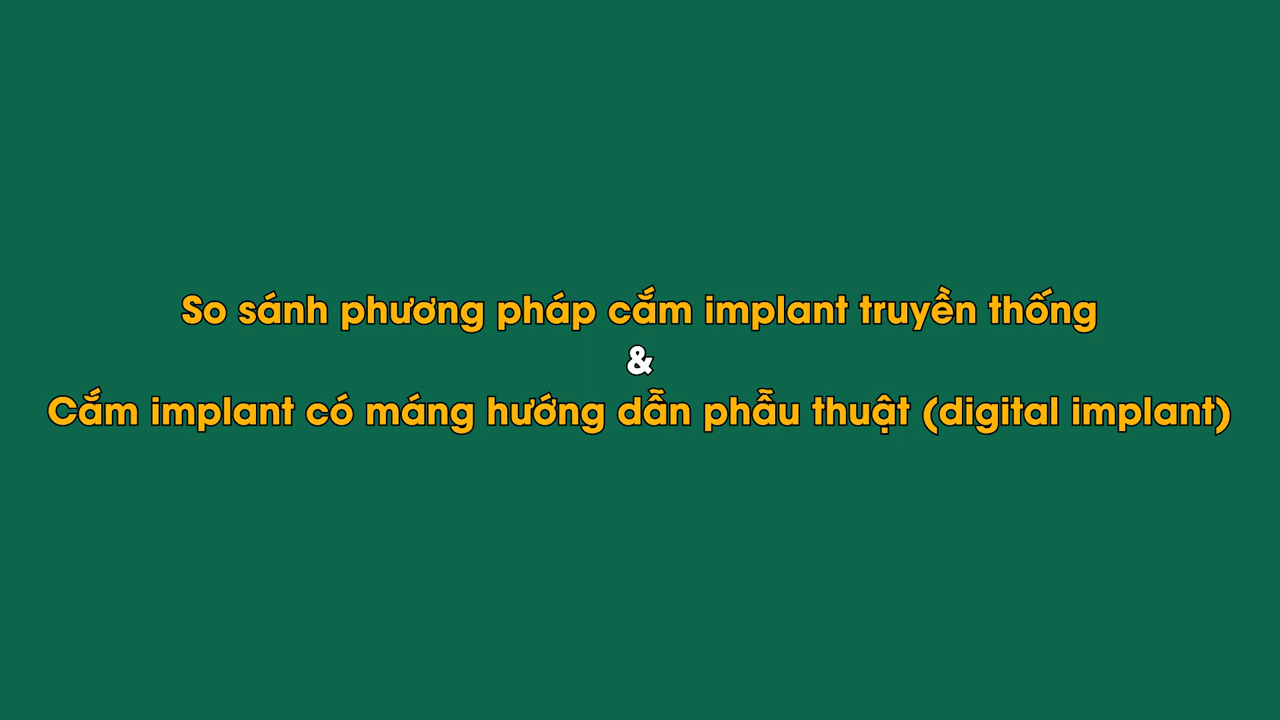 So sánh phương pháp cắm implant truyền thống
&
Cắm implant có máng hướng dẫn phẫu thuật (digital implant)